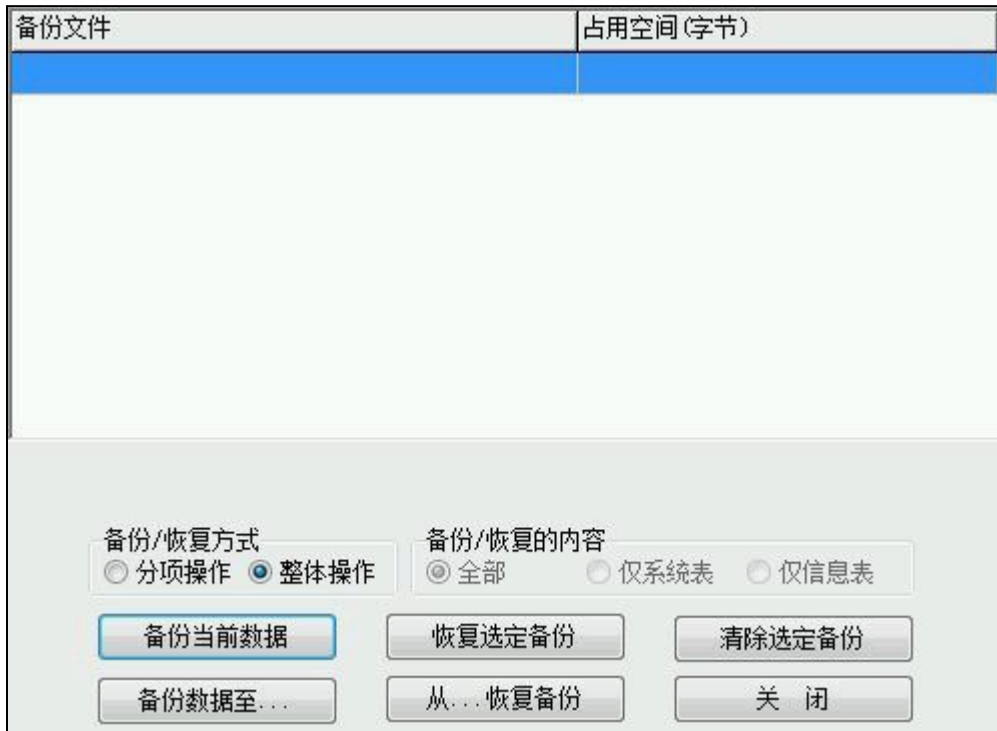 备份文件 占用空间(字节)
备份/恢复方式 备份/恢复的内容
分项操作 整体操作 全部 仅系统表 仅信息表
备份当前数据 恢复选定备份 清除选定备份
备份数据至... 从...恢复备份 关 闭